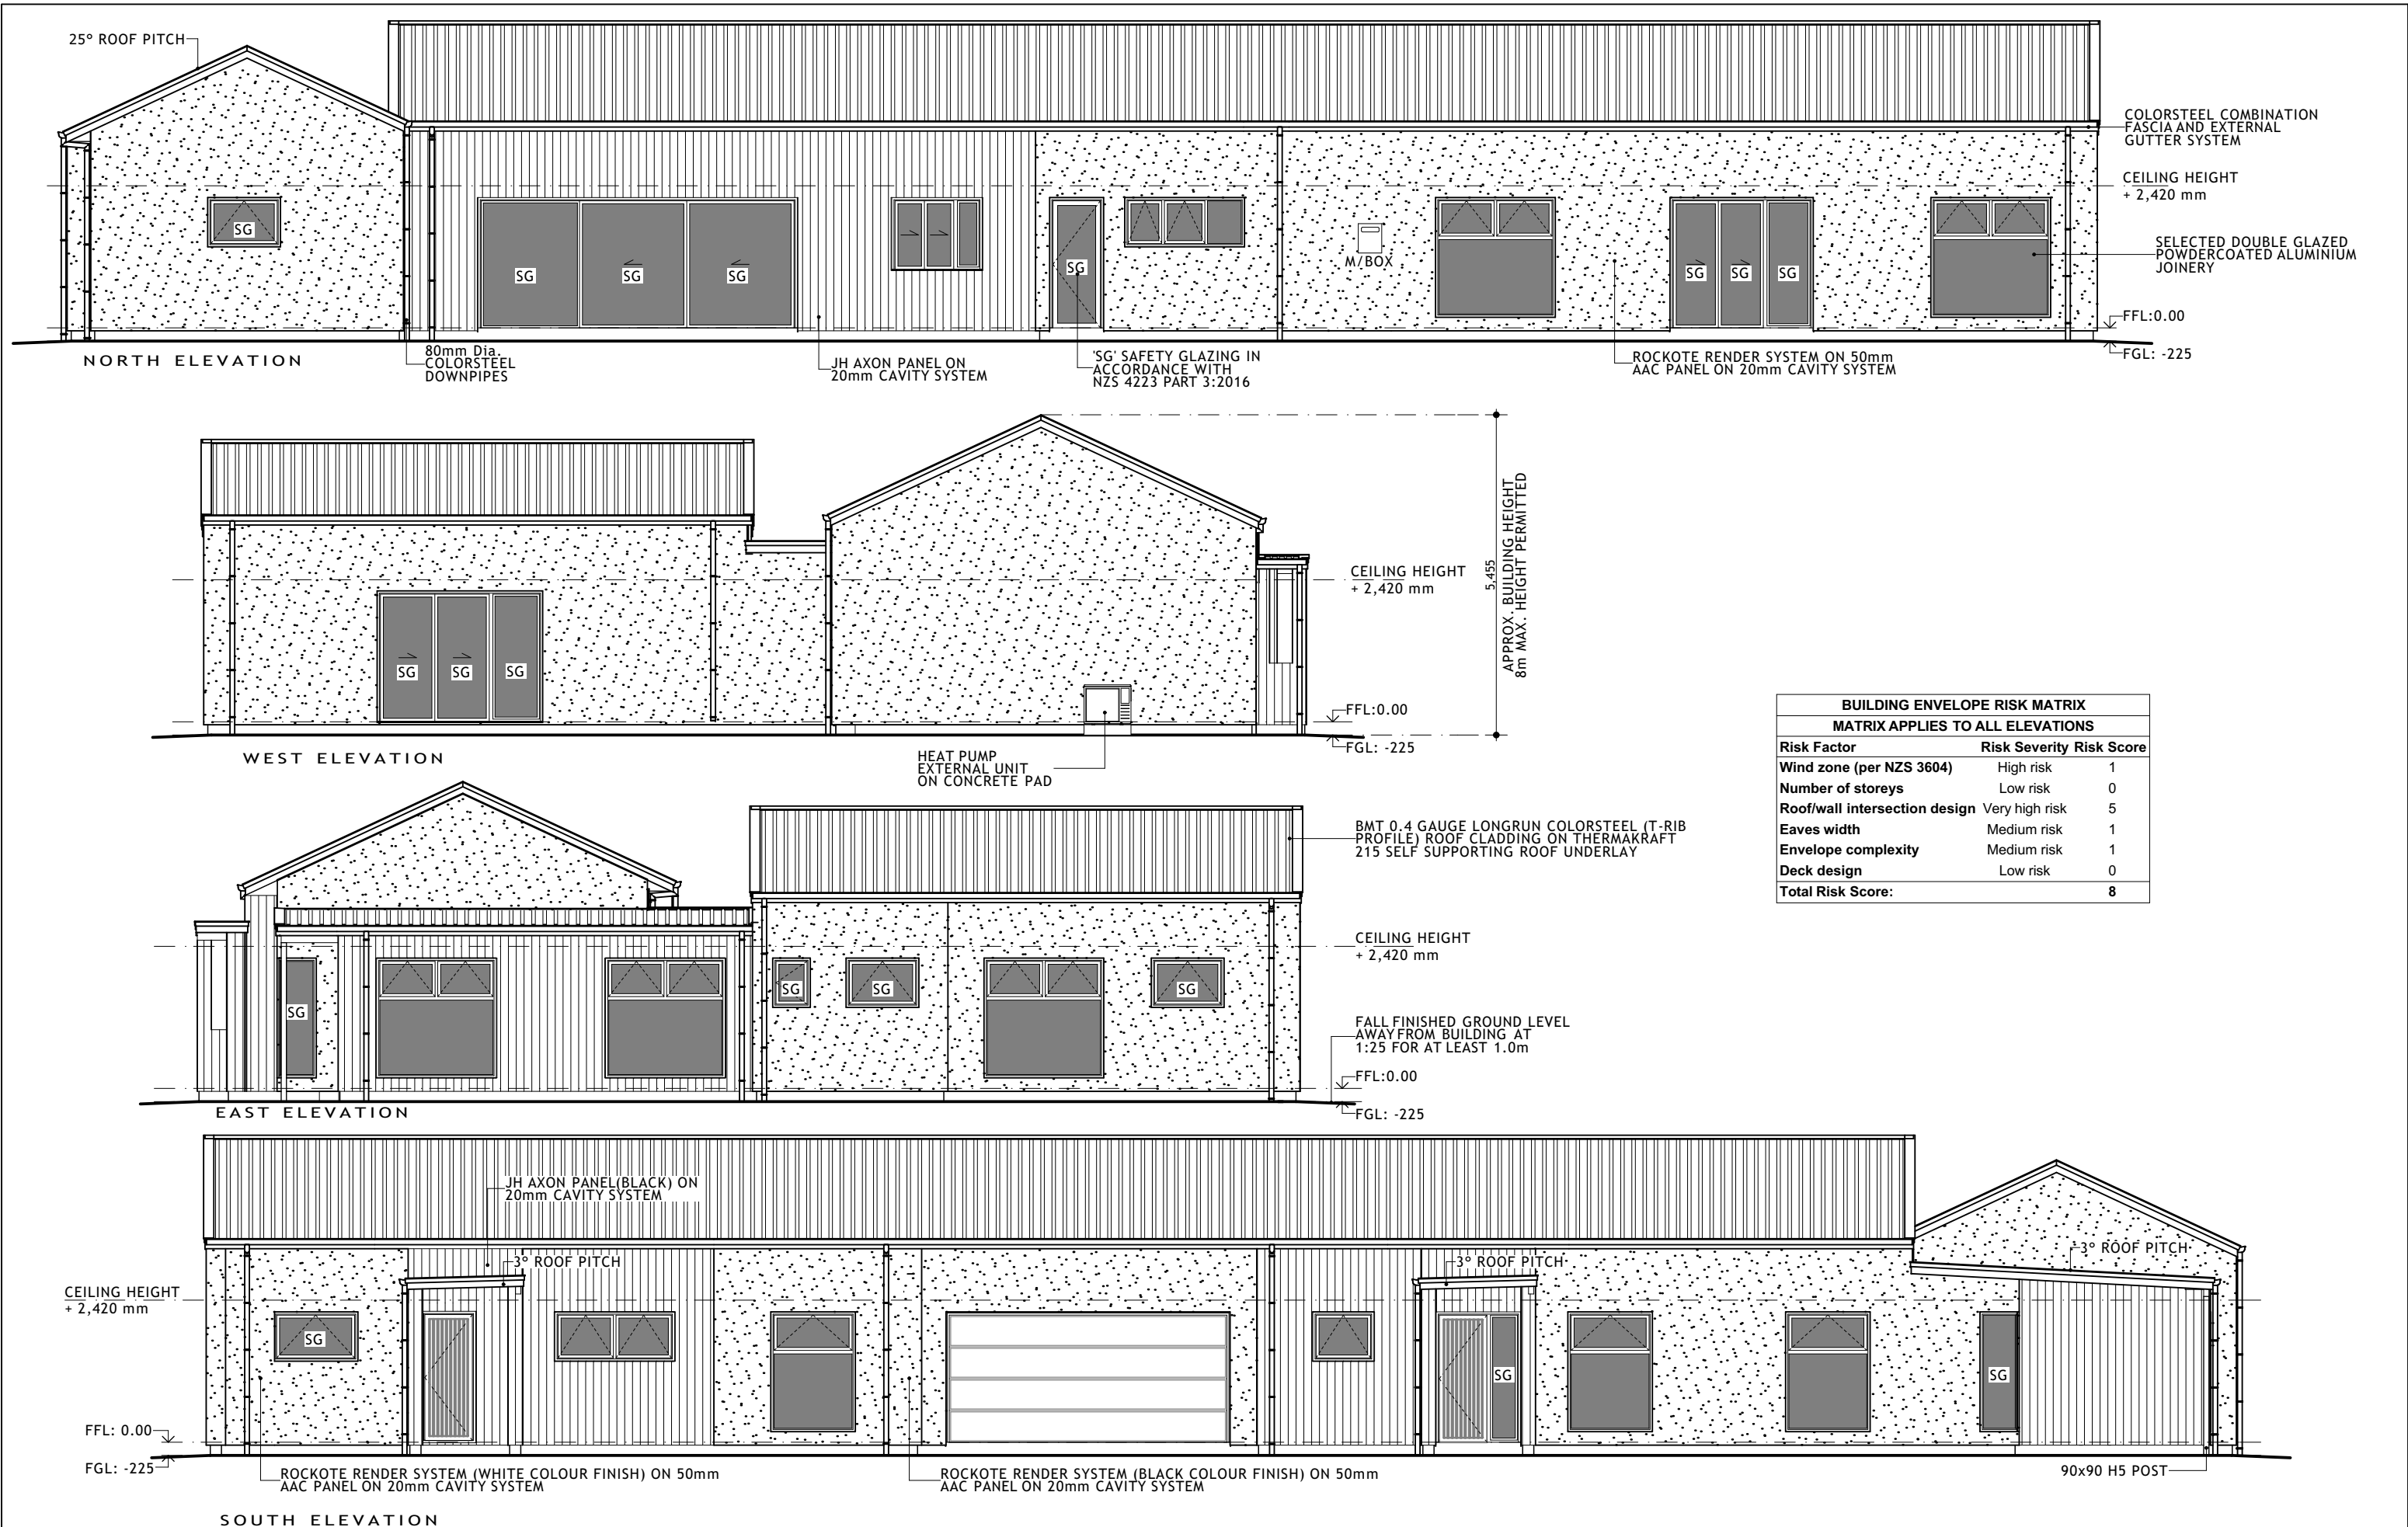 25° ROOF PITCH
COLORSTEEL COMBINATION
FASCIA AND EXTERNAL
GUTTER SYSTEM
CEILING HEIGHT
+ 2,420 mm
SELECTED DOUBLE GLAZED
POWDERCOATED ALUMINIUM
JOINERY
SG
SG
SG
SG
SG
M/BOX
SG
SG
SG
FFL:0.00
FGL: -225
NORTH ELEVATION
80mm Dia.
COLORSTEEL
DOWNPIPES
JH AXON PANEL ON
20mm CAVITY SYSTEM
'SG' SAFETY GLAZING IN
ACCORDANCE WITH
NZS 4223 PART 3:2016
ROCKOTE RENDER SYSTEM ON 50mm
AAC PANEL ON 20mm CAVITY SYSTEM
CEILING HEIGHT
+ 2,420 mm
5,455
APPROX. BUILDING HEIGHT
8m MAX. HEIGHT PERMITTED
SG
SG
SG
FFL:0.00
FGL: -225
WEST ELEVATION
HEAT PUMP
EXTERNAL UNIT
ON CONCRETE PAD
BUILDING ENVELOPE RISK MATRIX
MATRIX APPLIES TO ALL ELEVATIONS
Risk Factor Risk Severity Risk Score
Wind zone (per NZS 3604) High risk 1
Number of storeys Low risk 0
Roof/wall intersection design Very high risk 5
Eaves width Medium risk 1
Envelope complexity Medium risk 1
Deck design Low risk 0
Total Risk Score: 8
BMT 0.4 GAUGE LONGRUN COLORSTEEL (T-RIB
PROFILE) ROOF CLADDING ON THERMAKRAFT
215 SELF SUPPORTING ROOF UNDERLAY
CEILING HEIGHT
+ 2,420 mm
SG
SG
SG
SG
FALL FINISHED GROUND LEVEL
AWAY FROM BUILDING AT
1:25 FOR AT LEAST 1.0m
FFL:0.00
FGL: -225
EAST ELEVATION
JH AXON PANEL(BLACK) ON
20mm CAVITY SYSTEM
3° ROOF PITCH
3° ROOF PITCH
3° ROOF PITCH
CEILING HEIGHT
+ 2,420 mm
SG
SG
SG
FFL: 0.00
FGL: -225
ROCKOTE RENDER SYSTEM (WHITE COLOUR FINISH) ON 50mm
AAC PANEL ON 20mm CAVITY SYSTEM
ROCKOTE RENDER SYSTEM (BLACK COLOUR FINISH) ON 50mm
AAC PANEL ON 20mm CAVITY SYSTEM
90x90 H5 POST
SOUTH ELEVATION